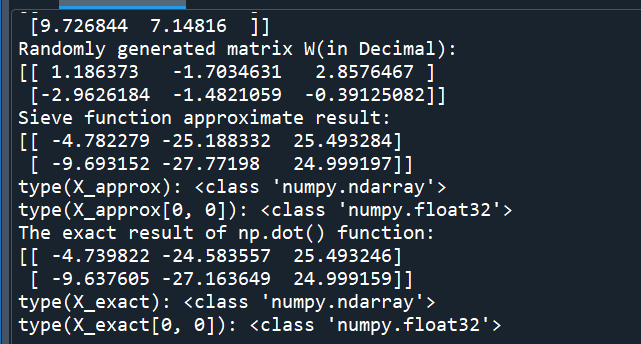 [9.726844  7.14816  ]]
Randomly generated matrix W(in Decimal):
[[ 1.186373   -1.7034631   2.8576467 ]
 [-2.9626184  -1.4821059  -0.39125082]]
Sieve function approximate result:
[[ -4.782279 -25.188332  25.493284]
 [ -9.693152 -27.77198   24.999197]]
type(X_approx): <class 'numpy.ndarray'>
type(X_approx[0, 0]): <class 'numpy.float32'>
The exact result of np.dot() function:
[[ -4.739822 -24.583557  25.493246]
 [ -9.637605 -27.163649  24.999159]]
type(X_exact): <class 'numpy.ndarray'>
type(X_exact[0, 0]): <class 'numpy.float32'>